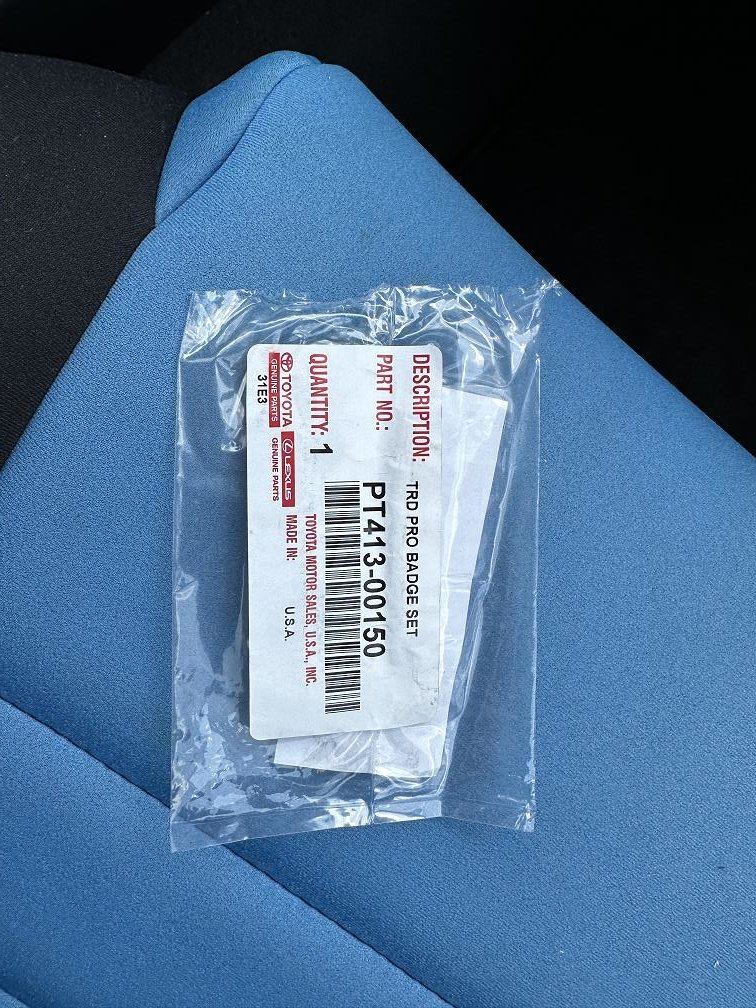 DESCRIPTION: TRD PRO BADGE SET
PART NO.: PT413-00150
QUANTITY: 1
TOYOTA MOTOR SALES, U.S.A., INC.
TOYOTA LEXUS MADE IN: U.S.A.
GENUINE PARTS GENUINE PARTS
31E3